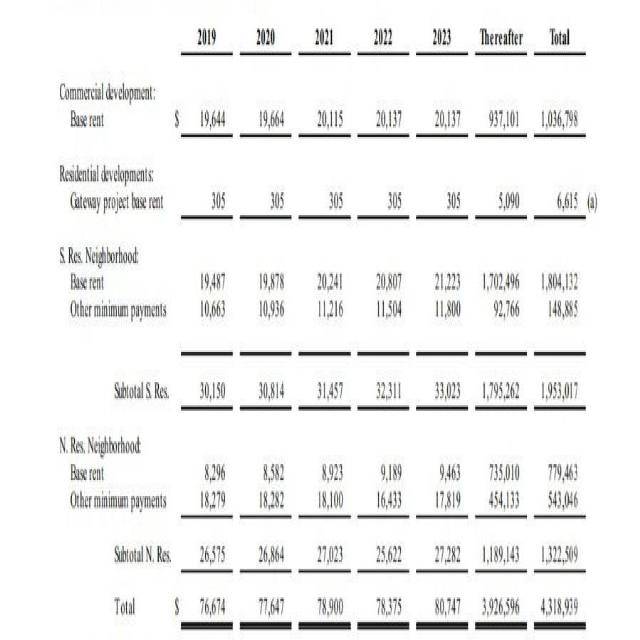 2019 2020 2021 2022 2023 Thereafter Total
Commercial development:
Base rent $ 19,644 19,664 20,115 20,137 20,137 937,101 1,036,798
Residential developments:
Gateway project base rent 305 305 305 305 305 5,090 6,615 (a)
S. Res. Neighborhood:
Base rent 19,487 19,878 20,241 20,807 21,223 1,702,496 1,804,132
Other minimum payments 10,663 10,936 11,216 11,504 11,800 92,766 148,885
Subtotal S. Res. 30,150 30,814 31,457 32,311 33,023 1,795,262 1,953,017
N. Res. Neighborhood:
Base rent 8,296 8,582 8,923 9,189 9,463 735,010 779,463
Other minimum payments 18,279 18,282 18,100 16,433 17,819 454,133 543,046
Subtotal N. Res. 26,575 26,864 27,023 25,622 27,282 1,189,143 1,322,509
Total $ 76,674 77,647 78,900 78,375 80,747 3,926,596 4,318,939